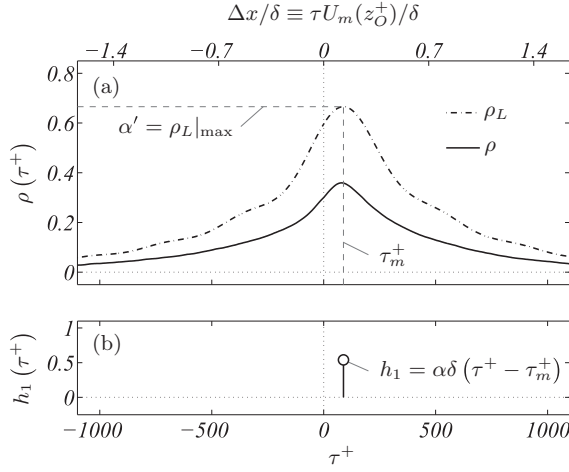 Δx/δ ≡ τU_m(z_O^+)/δ
−1.4 −0.7 0 0.7 1.4
(a)
0.8
0.6
0.4
0.2
0
ρ (τ^+)
α′ = ρ_L|_max
ρ_L
ρ
τ_m^+
(b)
1
0.5
0
h_1 (τ^+)
h_1 = αδ (τ^+ − τ_m^+)
−1000 −500 0 500 1000
τ^+